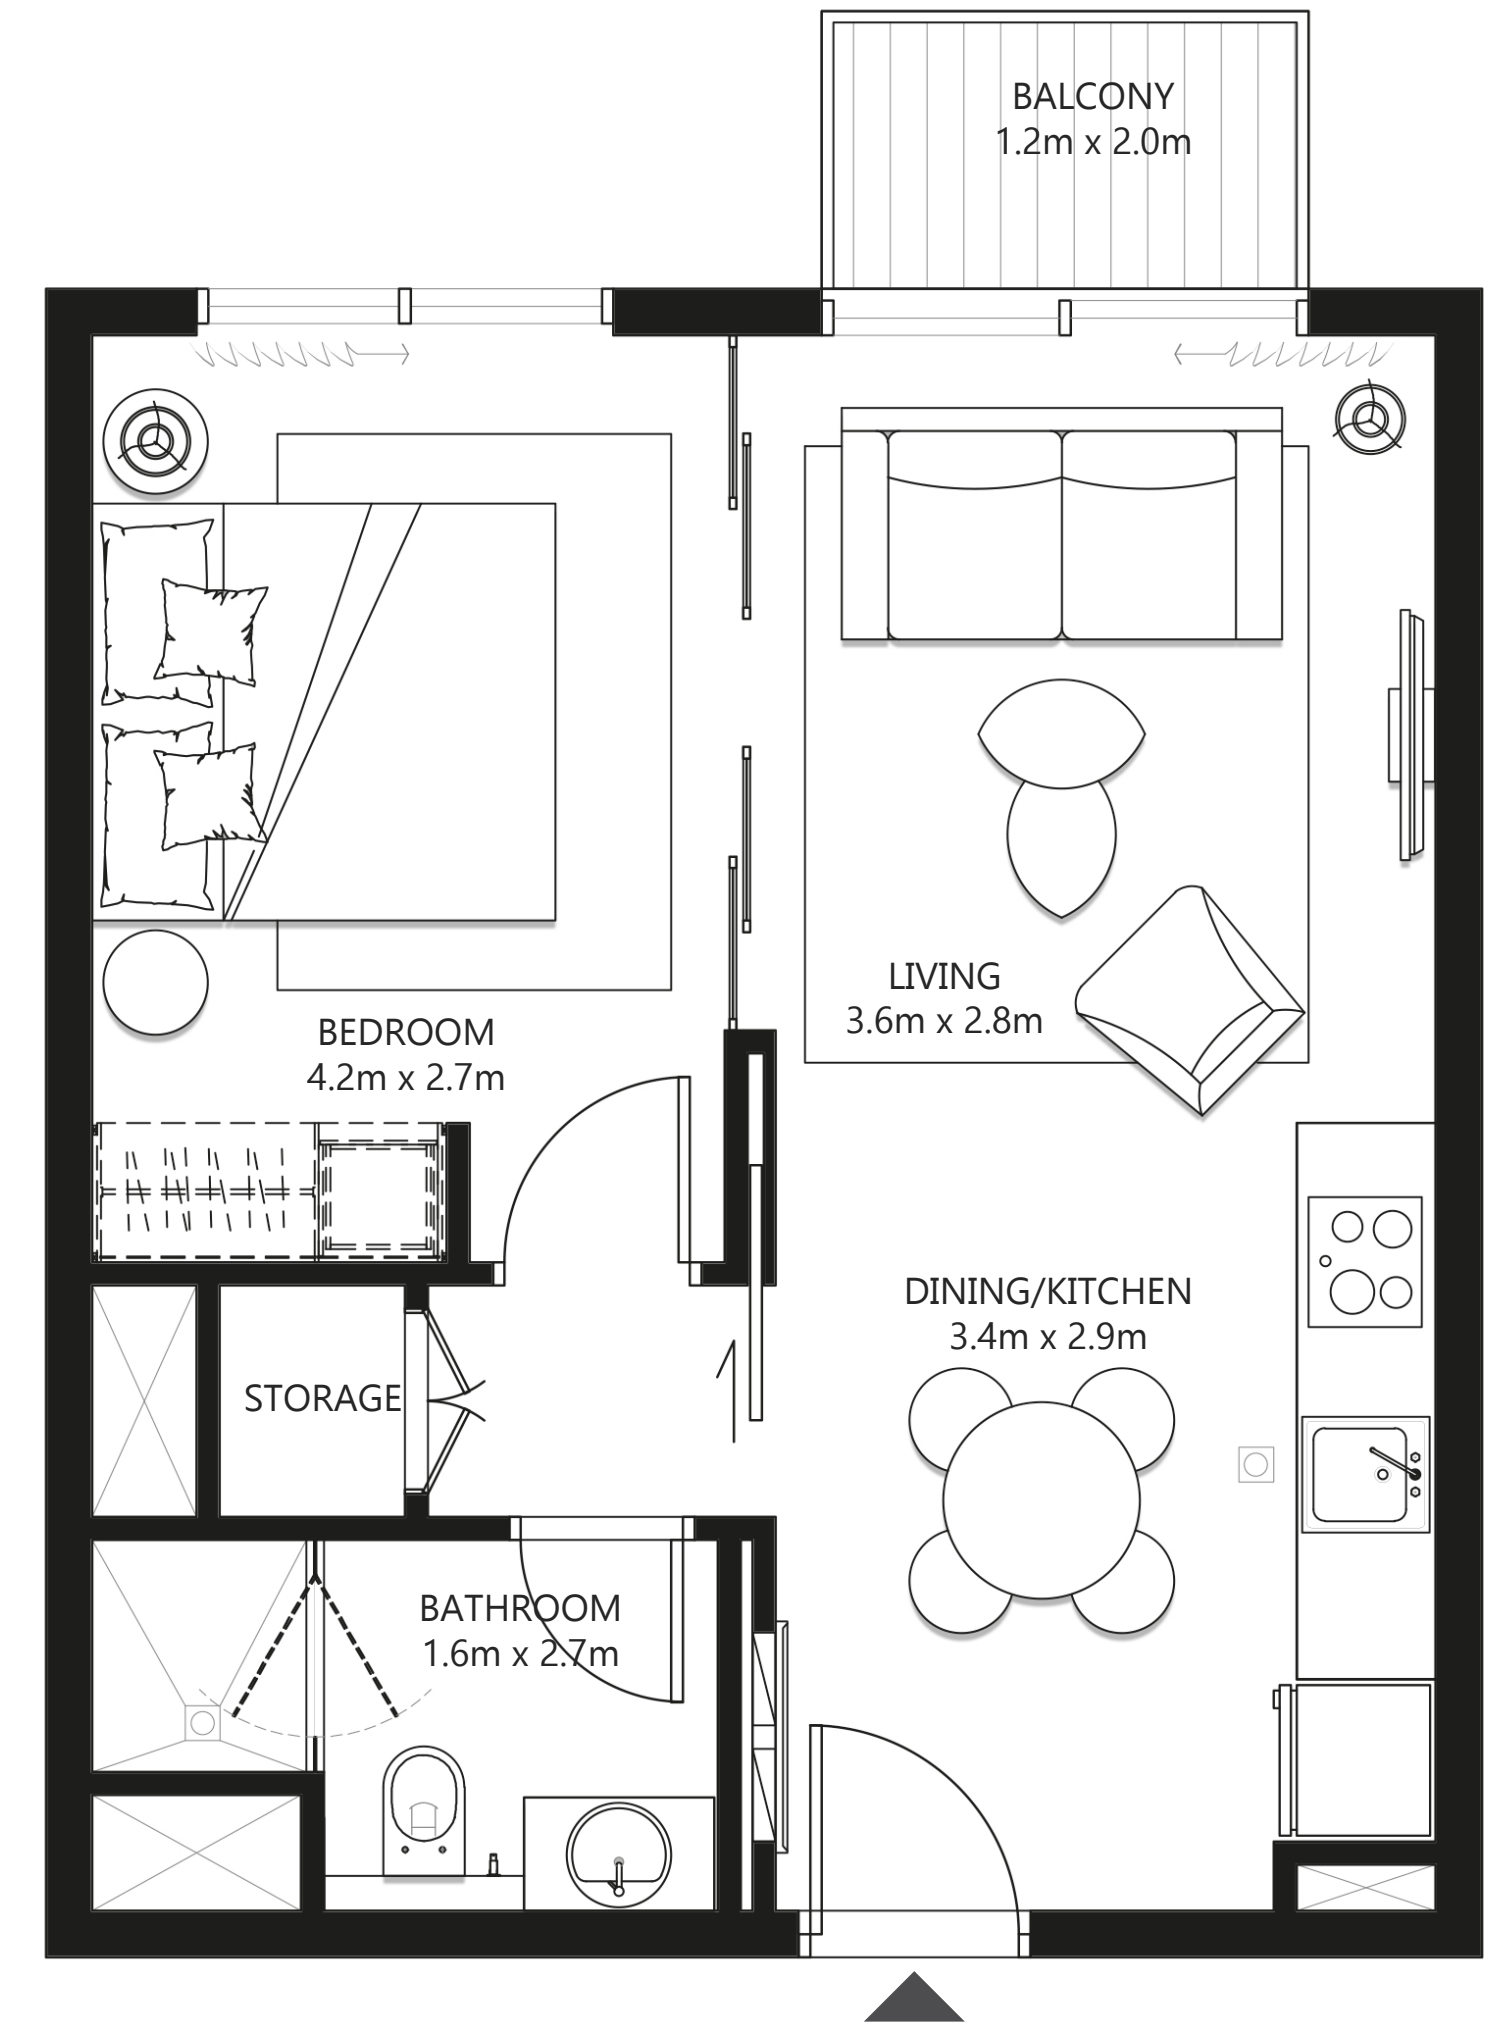 BALCONY
1.2m x 2.0m
LIVING
3.6m x 2.8m
BEDROOM
4.2m x 2.7m
DINING/KITCHEN
3.4m x 2.9m
STORAGE
BATHROOM
1.6m x 2.7m